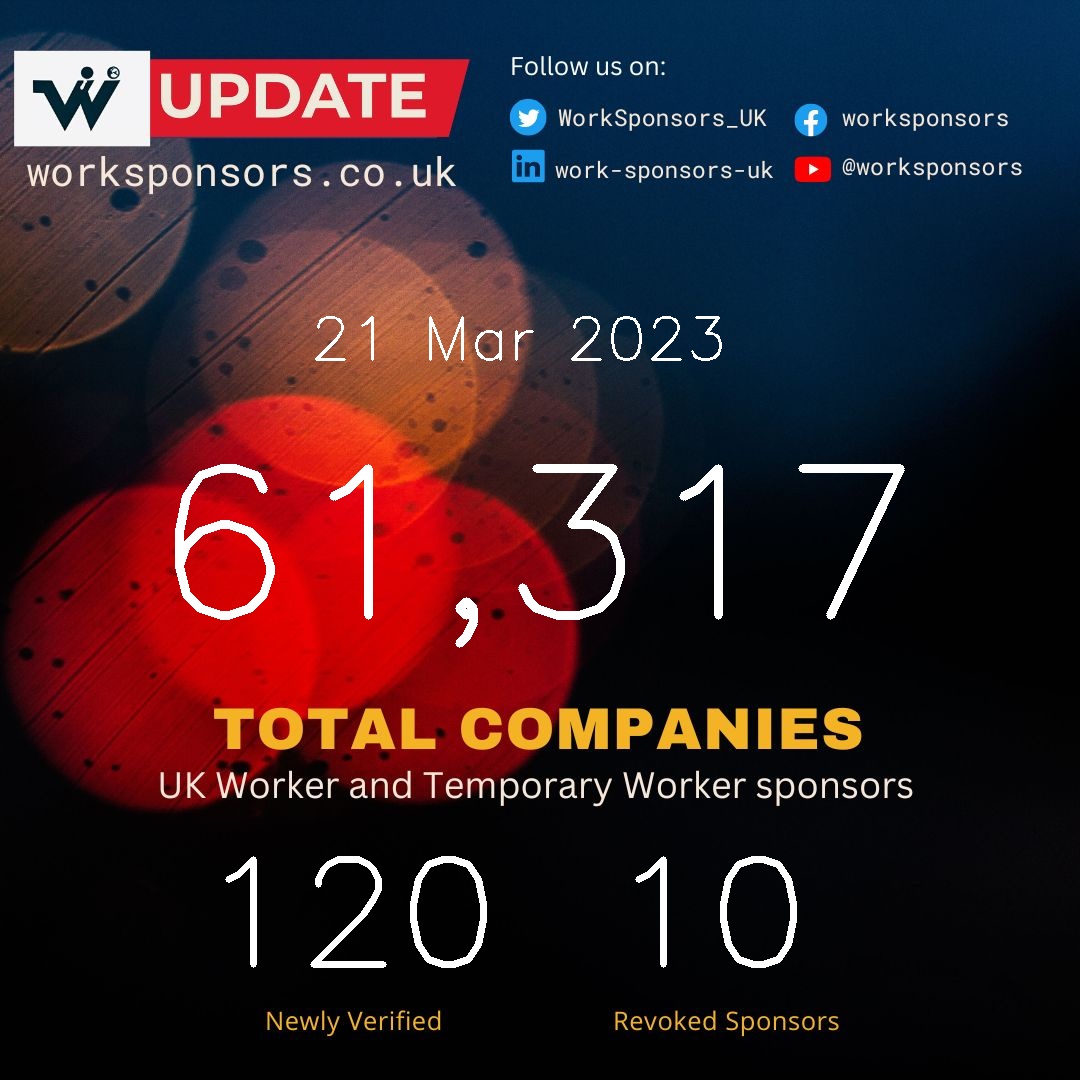 UPDATE
worksponsors.co.uk
Follow us on:
WorkSponsors_UK
worksponsors
work-sponsors-uk
@worksponsors
21 Mar 2023
61,317
TOTAL COMPANIES
UK Worker and Temporary Worker sponsors
120 10
Newly Verified Revoked Sponsors